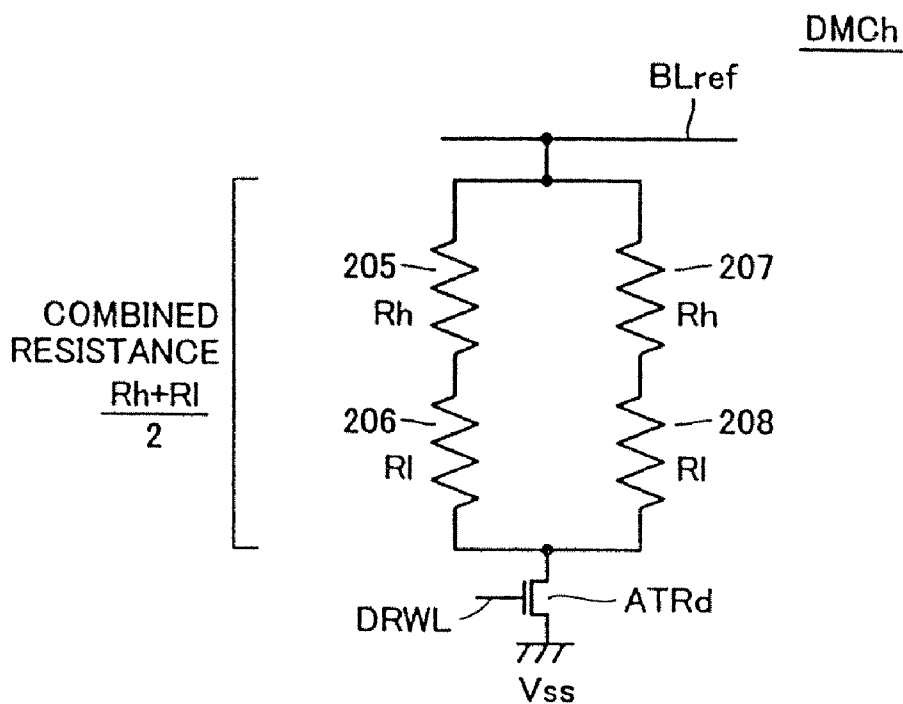 DMCh
BLref
205
Rh
207
Rh
COMBINED
RESISTANCE
Rh+Rl
2
206
Rl
208
Rl
DRWL
ATRd
Vss